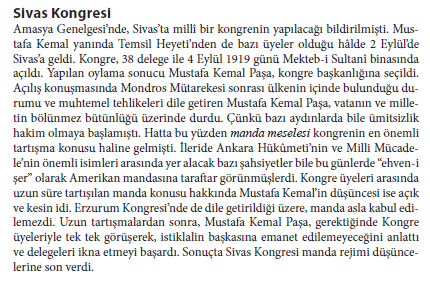 Sivas Kongresi
Amasya Genelgesi'nde, Sivas'ta millî bir kongrenin yapılacağı bildirilmişti. Mus-
tafa Kemal yanında Temsil Heyeti'nden de bazı üyeler olduğu hâlde 2 Eylül'de
Sivas'a geldi. Kongre, 38 delege ile 4 Eylül 1919 günü Mekteb-i Sultanî binasında
açıldı. Yapılan oylama sonucu Mustafa Kemal Paşa, kongre başkanlığına seçildi.
Açılış konuşmasında Mondros Mütarekesi sonrası ülkenin içinde bulunduğu du-
rumu ve muhtemel tehlikeleri dile getiren Mustafa Kemal Paşa, vatanın ve mille-
tin bölünmez bütünlüğü üzerinde durdu. Çünkü bazı aydınlarda bile ümitsizlik
hakim olmaya başlamıştı. Hatta bu yüzden manda meselesi kongrenin en önemli
tartışma konusu haline gelmişti. İleride Ankara Hükûmeti'nin ve Millî Mücade-
le'nin önemli isimleri arasında yer alacak bazı şahsiyetler bile bu günlerde "ehven-i
şer" olarak Amerikan mandasına taraftar görünmüşlerdi. Kongre üyeleri arasında
uzun süre tartışılan manda konusu hakkında Mustafa Kemal'in düşüncesi ise açık
ve kesin idi. Erzurum Kongresi'nde de dile getirildiği üzere, manda asla kabul edi-
lemezdi. Uzun tartışmalardan sonra, Mustafa Kemal Paşa, gerektiğinde Kongre
üyeleriyle tek tek görüşerek, istiklalin başkasına emanet edilemeyeceğini anlattı
ve delegeleri ikna etmeyi başardı. Sonuçta Sivas Kongresi manda rejimi düşünce-
lerine son verdi.